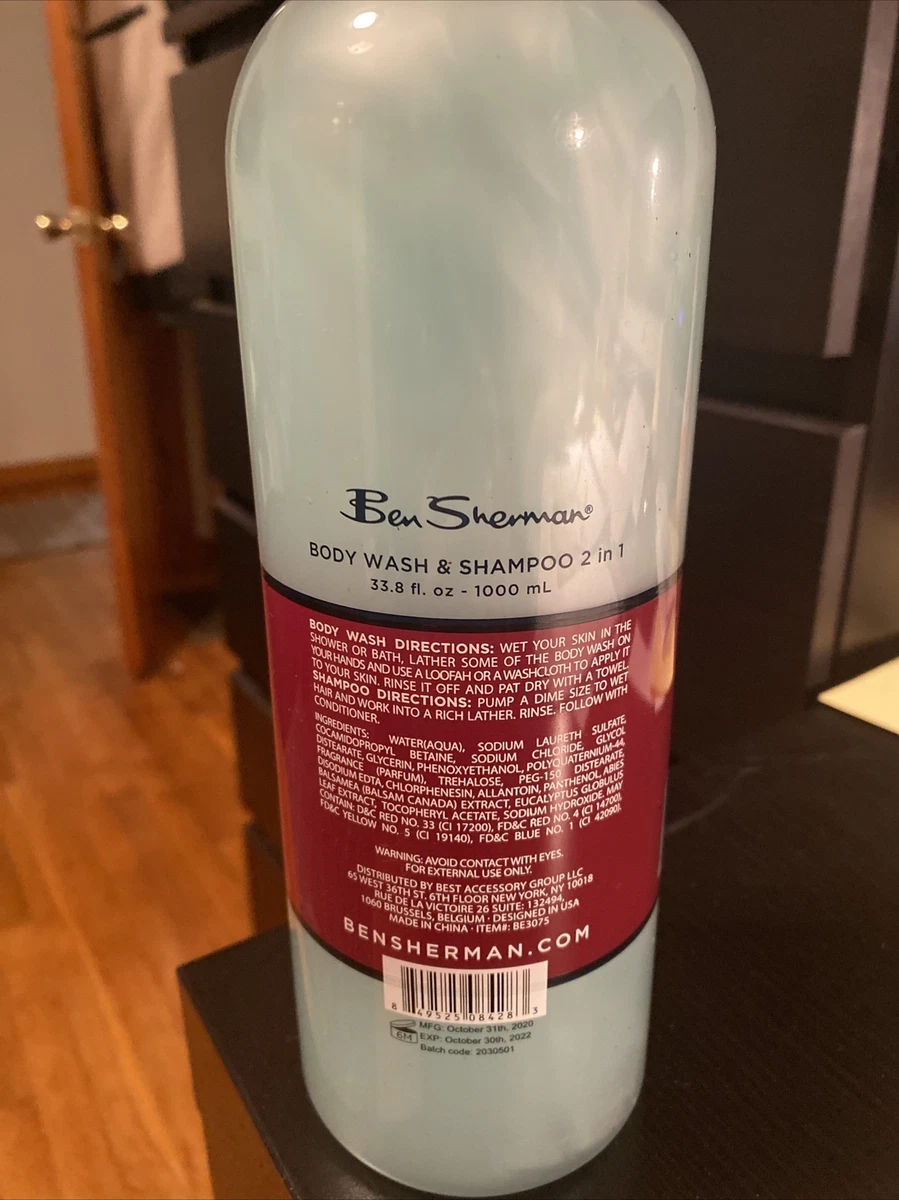 Ben Sherman®
BODY WASH & SHAMPOO 2 in 1
33.8 fl. oz - 1000 mL
BODY WASH DIRECTIONS: WET YOUR SKIN IN THE
SHOWER OR BATH, LATHER SOME OF THE BODY WASH ON
YOUR HANDS AND I USE A LOOFAH OR A WASHCLOTH TO APPLY IT
TO YOUR SKIN. RINSE IT OFF AND PAT DRY WITH A TOWEL.
SHAMPOO DIRECTIONS: PUMP A DIME SIZE TO WET
HAIR AND WORK INTO A RICH LATHER. RINSE. FOLLOW WITH
CONDITIONER.
INGREDIENTS: WATER(AQUA), SODIUM LAURETH SULFATE,
COCAMIDOPROPYL BETAINE, SODIUM CHLORIDE, GLYCOL
DISTEARATE GLYCERIN, PHENOXYETHANOL, POLYQUATERNIUM-44,
FRAGRANCE (PARFUM), TREHALOSE, PEG-150 DISTEARATE,
DISODIUM EDTA, CHLORPHENESIN, ALLANTOIN, PANTHENOL, ABIES
BALSAMEA (BALSAM CANADA) EXTRACT, EUCALYPTUS GLOBULUS
LEAF EXTRACT, TOCOPHERYL ACETATE, SODIUM HYDROXIDE. MAY
CONTAIN: D&C RED NO. 33 (CI 17200), FD&C RED NO. 4 (CI 14700),
FD&C YELLOW NO. 5 (CI 19140), FD&C BLUE NO. 1 (CI 42090).
WARNING: AVOID CONTACT WITH EYES.
FOR EXTERNAL USE ONLY.
DISTRIBUTED BY BEST ACCESSORY GROUP LLC
65 WEST 36TH ST. 6TH FLOOR NEW YORK, NY 10018
RUE DE LA VICTOIRE 26 SUITE: 132494,
1060 BRUSSELS, BELGIUM · DESIGNED IN USA
MADE IN CHINA · ITEM#: BE3075
BENSHERMAN.COM
8 49525 08428 3
6M
MFG: October 31th, 2020
EXP: October 30th, 2022
Batch code: 2030501